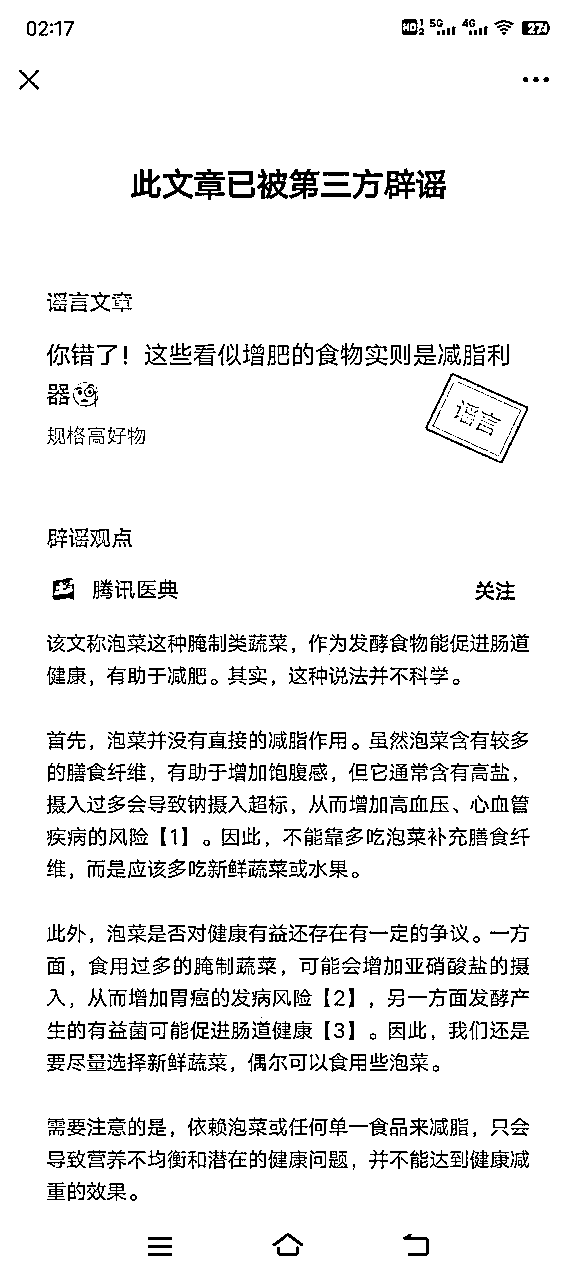 02:17
HD 1 2 5G 4G 27
此文章已被第三方辟谣
谣言文章
你错了！这些看似增肥的食物实则是减脂利
器🧐
规格高好物
谣言
辟谣观点
腾讯医典
关注
该文称泡菜这种腌制类蔬菜，作为发酵食物能促进肠道
健康，有助于减肥。其实，这种说法并不科学。
首先，泡菜并没有直接的减脂作用。虽然泡菜含有较多
的膳食纤维，有助于增加饱腹感，但它通常含有高盐，
摄入过多会导致钠摄入超标，从而增加高血压、心血管
疾病的风险【1】。因此，不能靠多吃泡菜补充膳食纤
维，而是应该多吃新鲜蔬菜或水果。
此外，泡菜是否对健康有益还存在有一定的争议。一方
面，食用过多的腌制蔬菜，可能会增加亚硝酸盐的摄
入，从而增加胃癌的发病风险【2】，另一方面发酵产
生的有益菌可能促进肠道健康【3】。因此，我们还是
要尽量选择新鲜蔬菜，偶尔可以食用些泡菜。
需要注意的是，依赖泡菜或任何单一食品来减脂，只会
导致营养不均衡和潜在的健康问题，并不能达到健康减
重的效果。